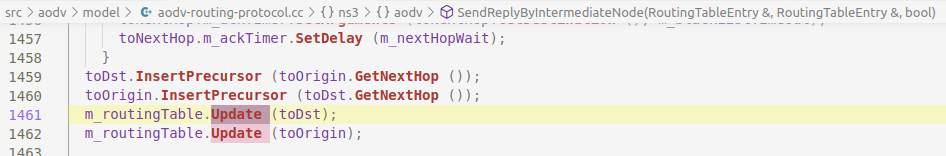 src > aodv > model > aodv-routing-protocol.cc > {} ns3 > {} aodv > SendReplyByIntermediateNode(RoutingTableEntry &, RoutingTableEntry &, bool)
1457 toNextHop.m_ackTimer.SetDelay (m_nextHopWait);
1458 }
1459 toDst.InsertPrecursor (toOrigin.GetNextHop ());
1460 toOrigin.InsertPrecursor (toDst.GetNextHop ());
1461 m_routingTable.Update (toDst);
1462 m_routingTable.Update (toOrigin);
1463